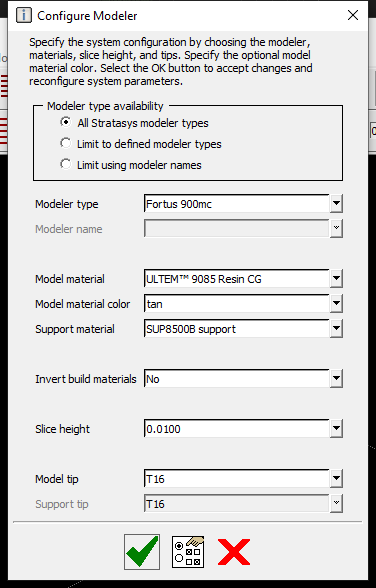 Configure Modeler
Specify the system configuration by choosing the modeler,
materials, slice height, and tips. Specify the optional model
material color. Select the OK button to accept changes and
reconfigure system parameters.
Modeler type availability
All Stratasys modeler types
Limit to defined modeler types
Limit using modeler names
Modeler type Fortus 900mc
Modeler name
Model material ULTEM™ 9085 Resin CG
Model material color tan
Support material SUP8500B support
Invert build materials No
Slice height 0.0100
Model tip T16
Support tip T16